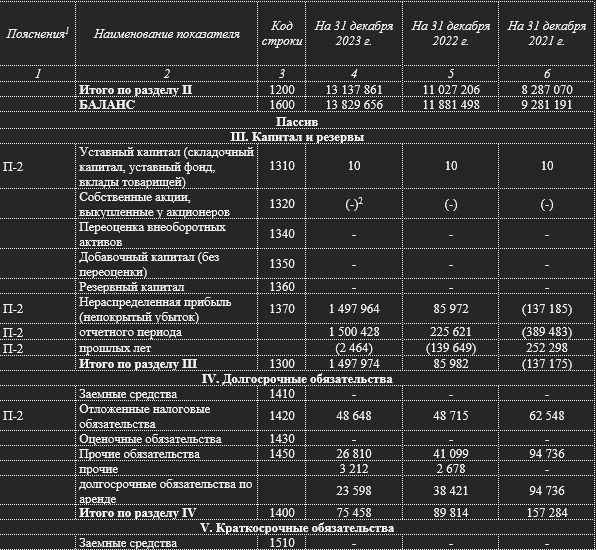 Пояснения1 Наименование показателя Код строки На 31 декабря 2023 г. На 31 декабря 2022 г. На 31 декабря 2021 г.
1 2 3 4 5 6
Итого по разделу II 1200 13 137 861 11 027 206 8 287 070
БАЛАНС 1600 13 829 656 11 881 498 9 281 191
Пассив
III. Капитал и резервы
П-2 Уставный капитал (складочный капитал, уставный фонд, вклады товарищей) 1310 10 10 10
Собственные акции, выкупленные у акционеров 1320 (-)2 (-) (-)
Переоценка внеоборотных активов 1340 - - -
Добавочный капитал (без переоценки) 1350 - - -
Резервный капитал 1360 - - -
П-2 Нераспределенная прибыль (непокрытый убыток) 1370 1 497 964 85 972 (137 185)
П-2 отчетного периода 1 500 428 225 621 (389 483)
П-2 прошлых лет (2 464) (139 649) 252 298
Итого по разделу III 1300 1 497 974 85 982 (137 175)
IV. Долгосрочные обязательства
Заемные средства 1410 - - -
П-2 Отложенные налоговые обязательства 1420 48 648 48 715 62 548
Оценочные обязательства 1430 - - -
Прочие обязательства 1450 26 810 41 099 94 736
прочие 3 212 2 678 -
долгосрочные обязательства по аренде 23 598 38 421 94 736
Итого по разделу IV 1400 75 458 89 814 157 284
V. Краткосрочные обязательства
Заемные средства 1510 - - -